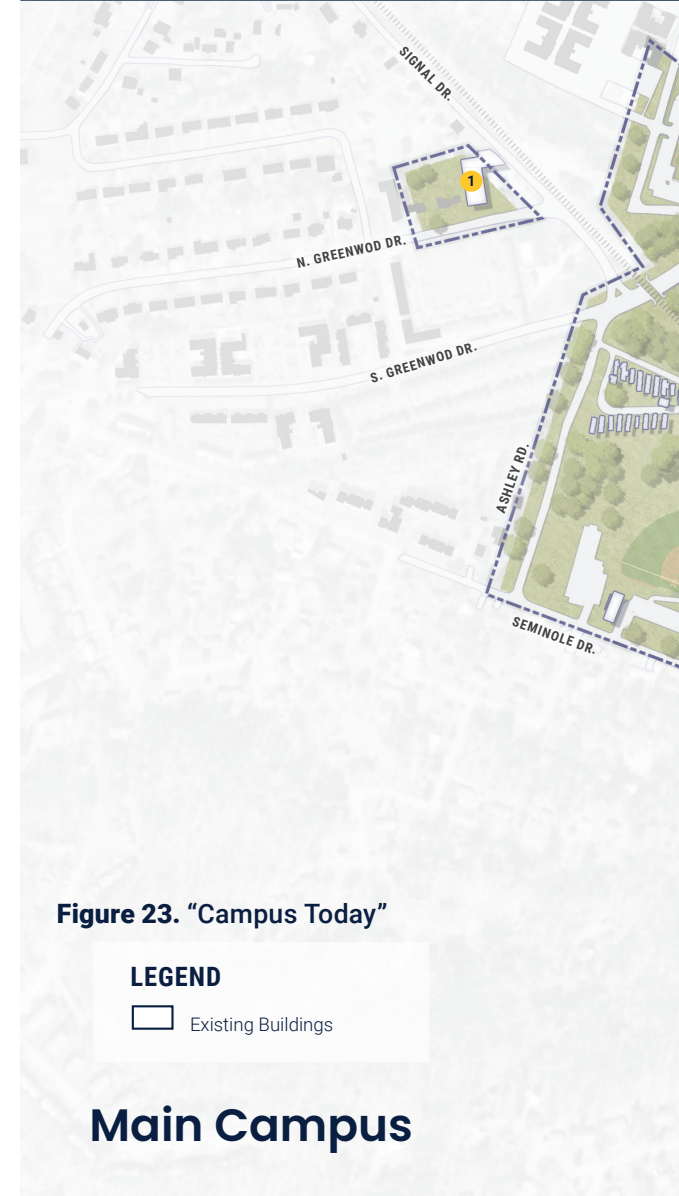 SIGNAL DR.
1
N. GREENWOD DR.
S. GREENWOD DR.
ASHLEY RD.
SEMINOLE DR.
Figure 23. “Campus Today”
LEGEND
Existing Buildings
Main Campus